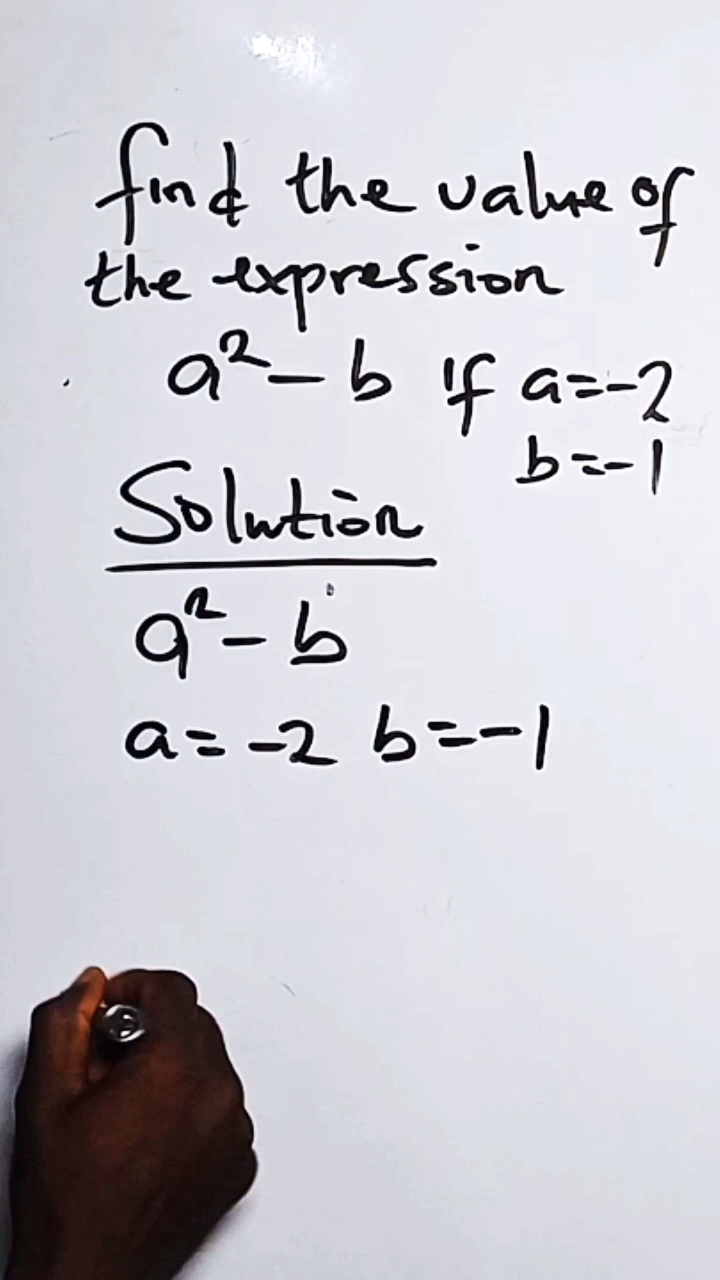 find the value of
the expression
a² - b if a = -2
b = -1
Solution
a² - b
a = -2 b = -1